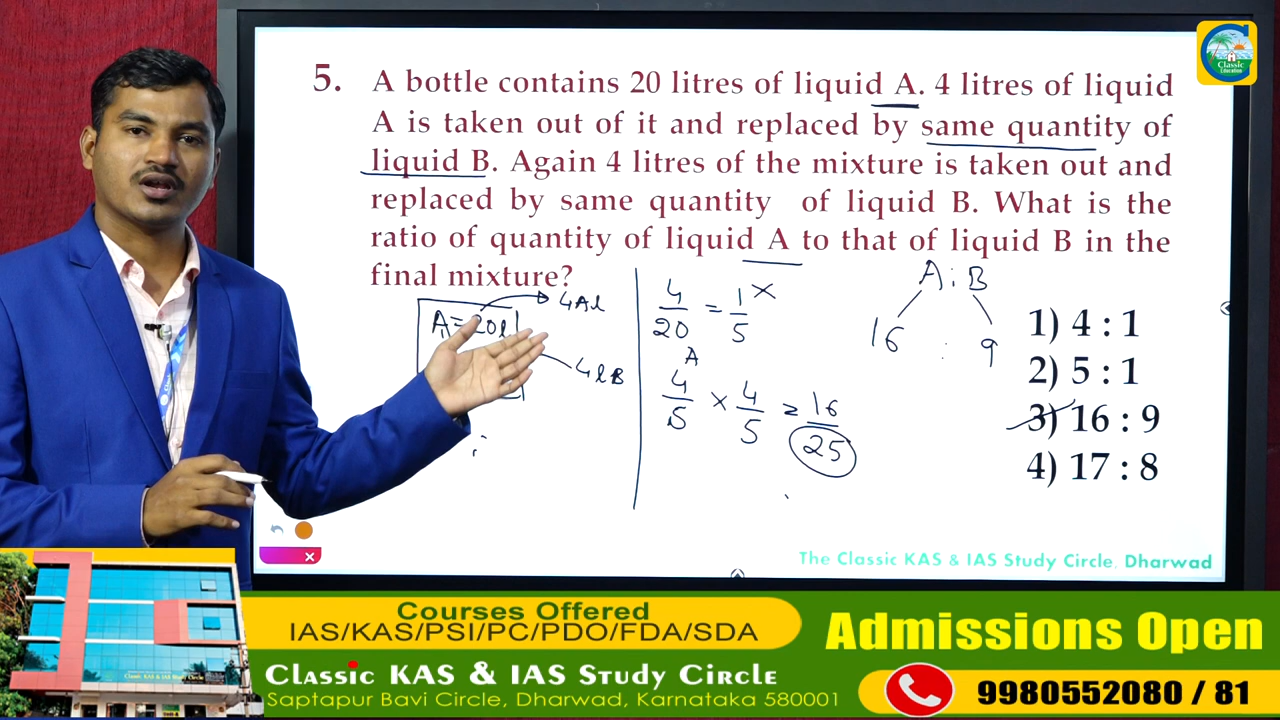 5. A bottle contains 20 litres of liquid A. 4 litres of liquid
A is taken out of it and replaced by same quantity of
liquid B. Again 4 litres of the mixture is taken out and
replaced by same quantity of liquid B. What is the
ratio of quantity of liquid A to that of liquid B in the
final mixture?
A = 20l
4Al
4lB
4/20 = 1/5 ×
A
4/5 × 4/5 = 16/25
A : B
16 : 9
1) 4 : 1
2) 5 : 1
3) 16 : 9
4) 17 : 8
Classic
Education
The Classic KAS & IAS Study Circle, Dharwad
Courses Offered
IAS/KAS/PSI/PC/PDO/FDA/SDA
Classic KAS & IAS Study Circle
Saptapur Bavi Circle, Dharwad, Karnataka 580001
Admissions Open
9980552080 / 81